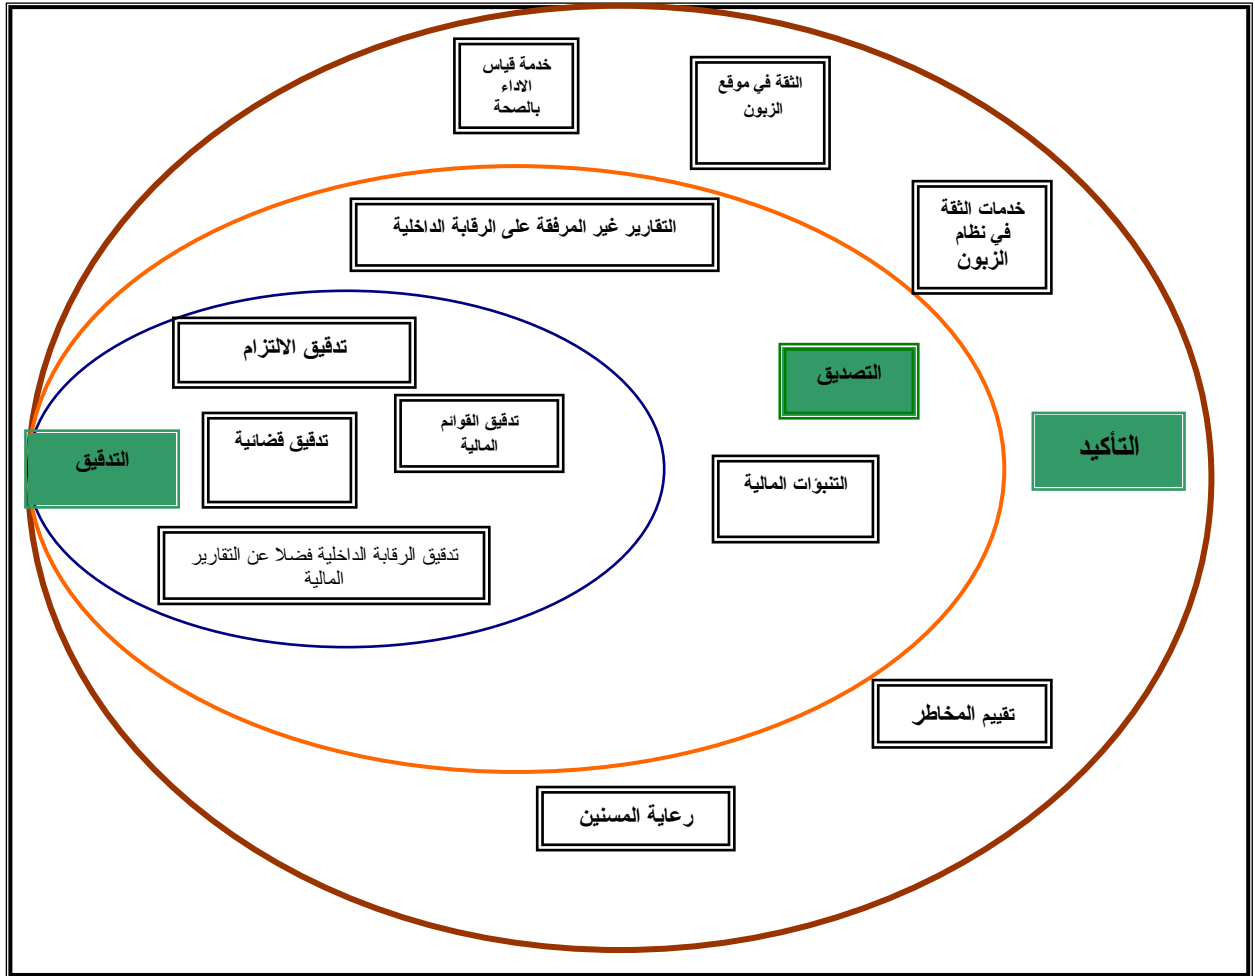 خدمة قياس
الاداء
بالصحة
الثقة في موقع
الزبون
خدمات الثقة
في نظام
الزبون
التقارير غير المرفقة على الرقابة الداخلية
تدقيق الالتزام
التصديق
تدقيق القوائم
المالية
تدقيق قضائية
التأكيد
التدقيق
التنبؤات المالية
تدقيق الرقابة الداخلية فضلا عن التقارير
المالية
تقييم المخاطر
رعاية المسنين